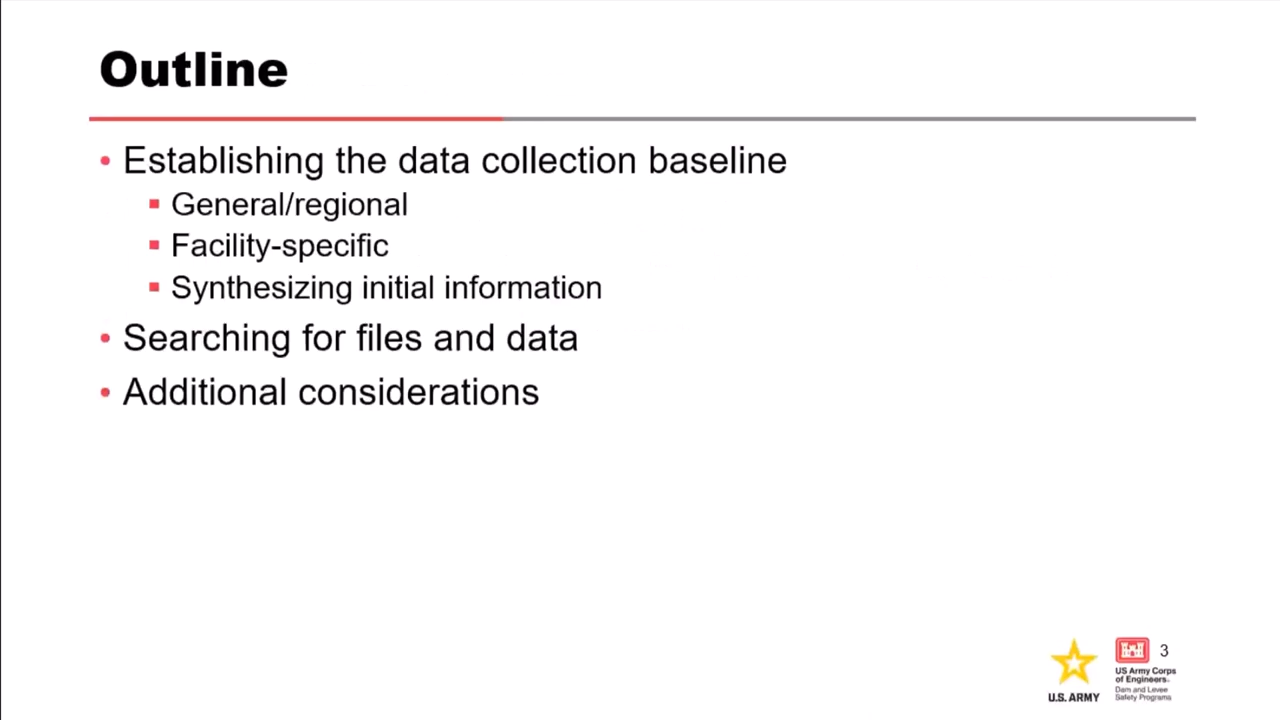 Outline
• Establishing the data collection baseline
▪ General/regional
▪ Facility-specific
▪ Synthesizing initial information
• Searching for files and data
• Additional considerations
3
U.S. ARMY
US Army Corps
of Engineers.
Dam and Levee
Safety Programs